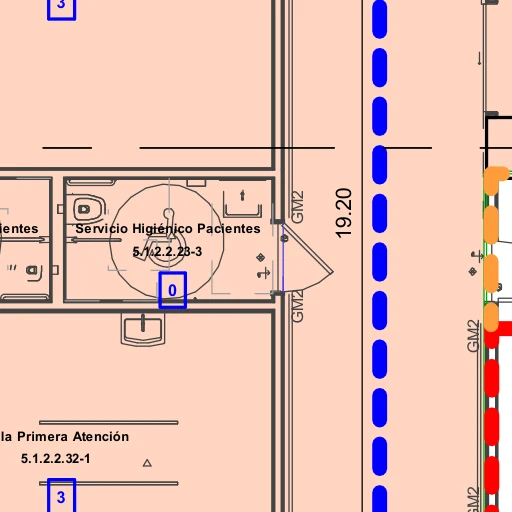 3
GM2
19.20
ientes
Servicio Higiénico Pacientes
5.1.2.2.23-3
0
GM2
GM2
la Primera Atención
5.1.2.2.32-1
3
GM2